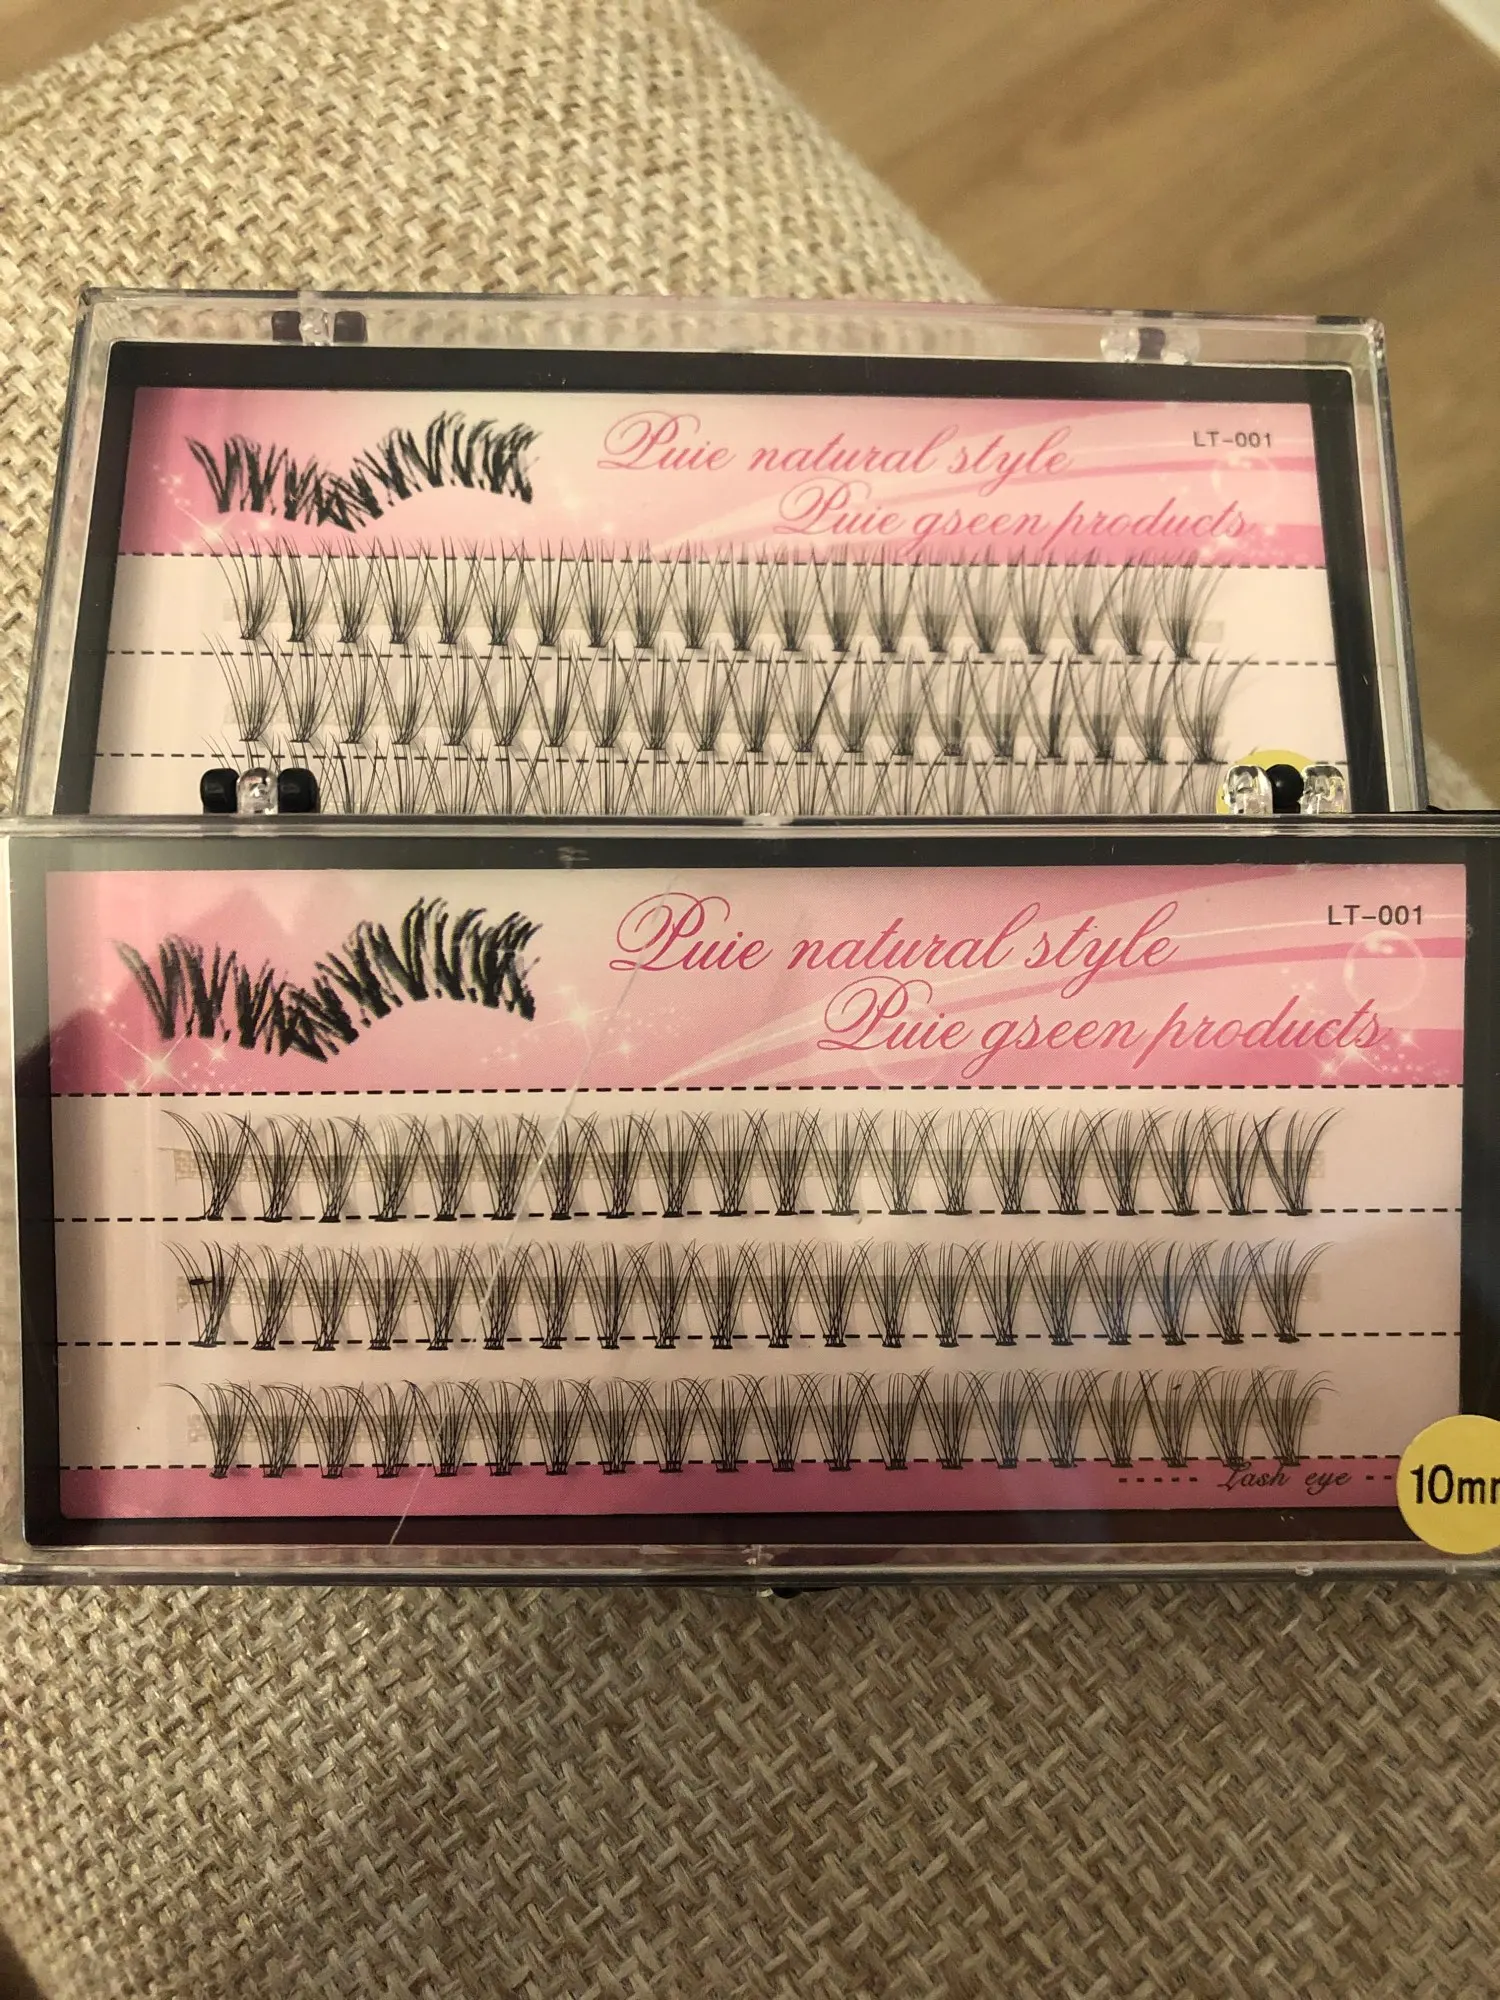 Puie natural style
LT-001
Puie gseen products
Puie natural style
LT-001
Puie gseen products
Lash eye
10mm